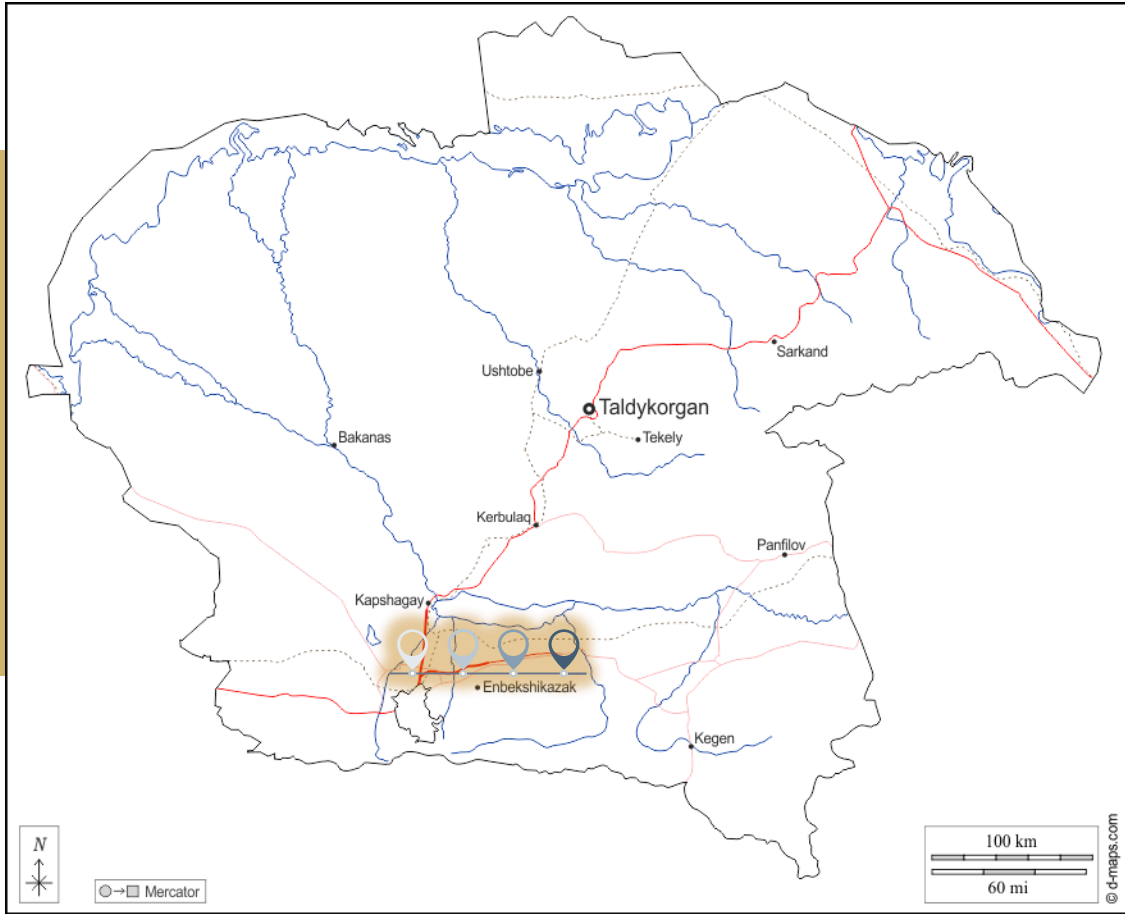 Sarkand
Ushtobe
Taldykorgan
Tekely
Bakanas
Kerbulaq
Panfilov
Kapshagay
Enbekshikazak
Kegen
N
Mercator
100 km
60 mi
© d-maps.com